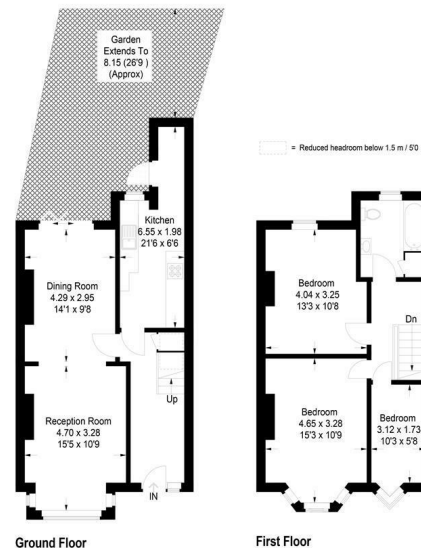 Garden
Extends To
8.15 (26'9 )
(Approx)
= Reduced headroom below 1.5 m / 5'0
Kitchen
6.55 x 1.98
21'6 x 6'6
Dining Room
4.29 x 2.95
14'1 x 9'8
Reception Room
4.70 x 3.28
15'5 x 10'9
Up
IN
Ground Floor
Bedroom
4.04 x 3.25
13'3 x 10'8
Dn
Bedroom
4.65 x 3.28
15'3 x 10'9
Bedroom
3.12 x 1.73
10'3 x 5'8
First Floor